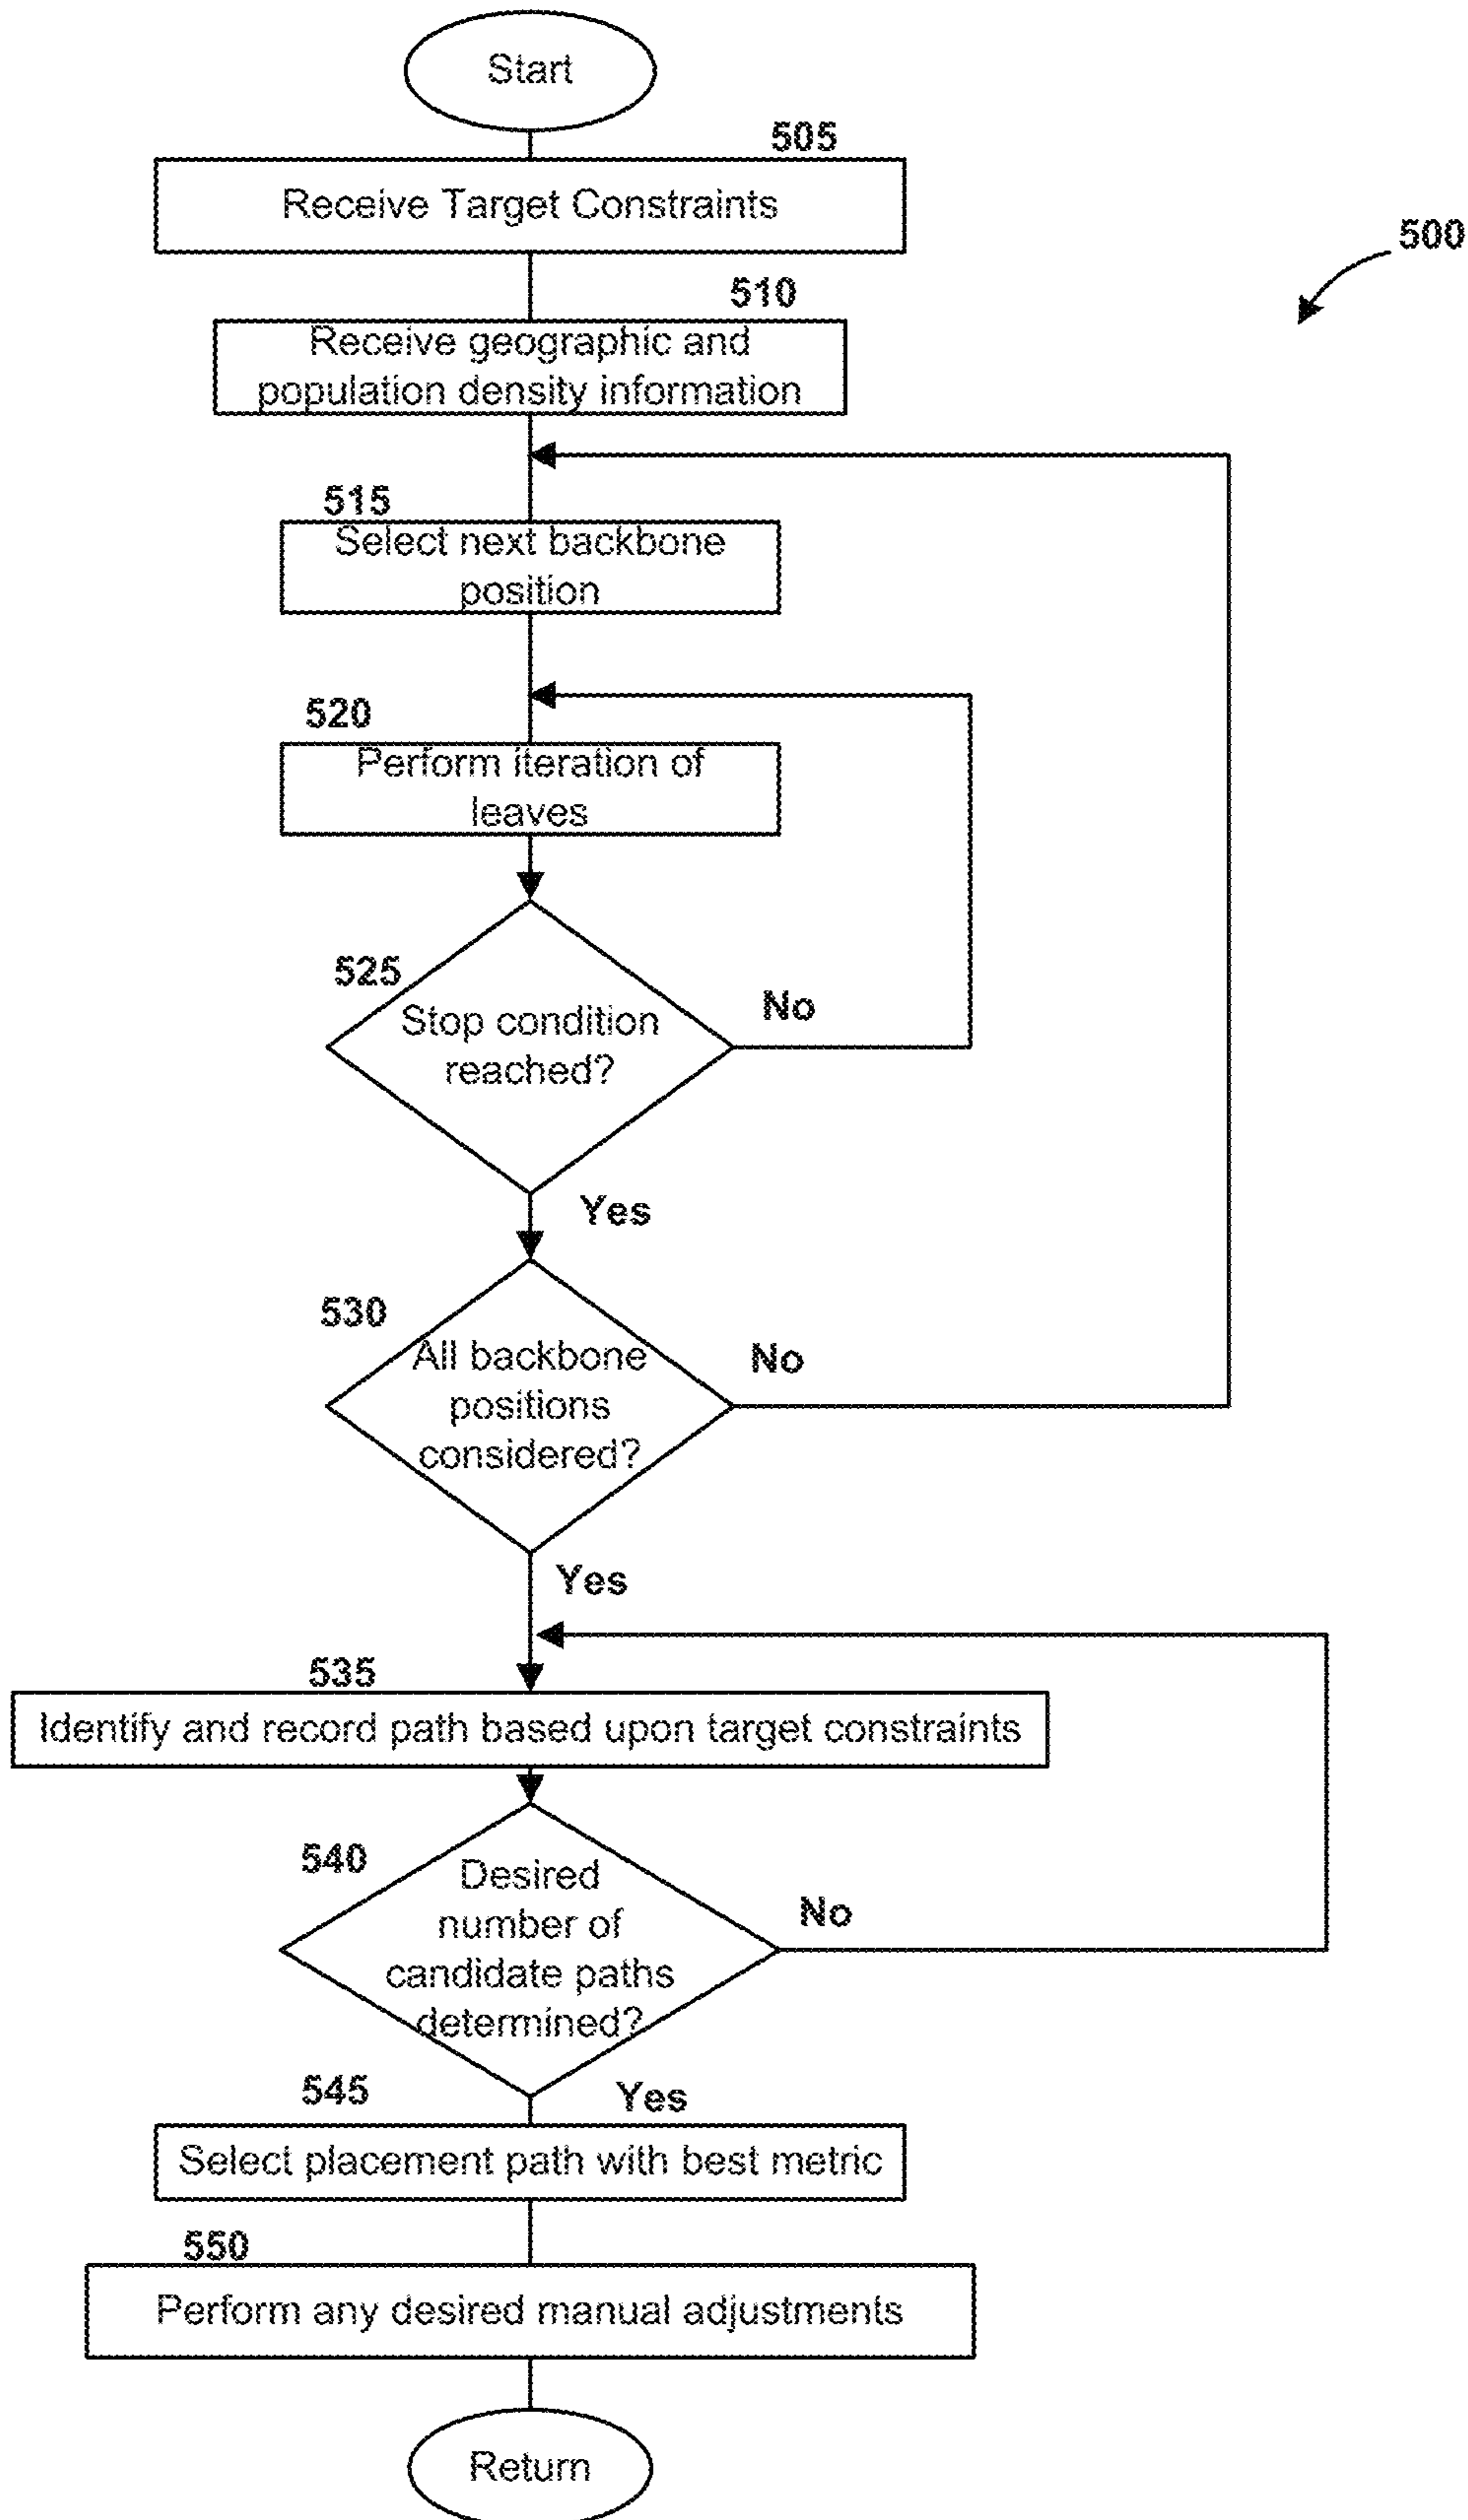 Start
505
Receive Target Constraints
500
510
Receive geographic and
population density information
515
Select next backbone
position
520
Perform iteration of
leaves
525
Stop condition
reached?
No
Yes
530
All backbone
positions
considered?
No
Yes
535
Identify and record path based upon target constraints
540
Desired
number of
candidate paths
determined?
No
545
Yes
Select placement path with best metric
550
Perform any desired manual adjustments
Return